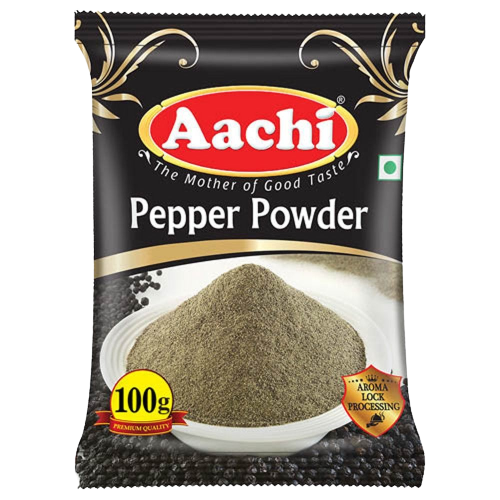 Aachi®
The Mother of Good Taste
Pepper Powder
100g
PREMIUM QUALITY
AROMA
LOCK
PROCESSING